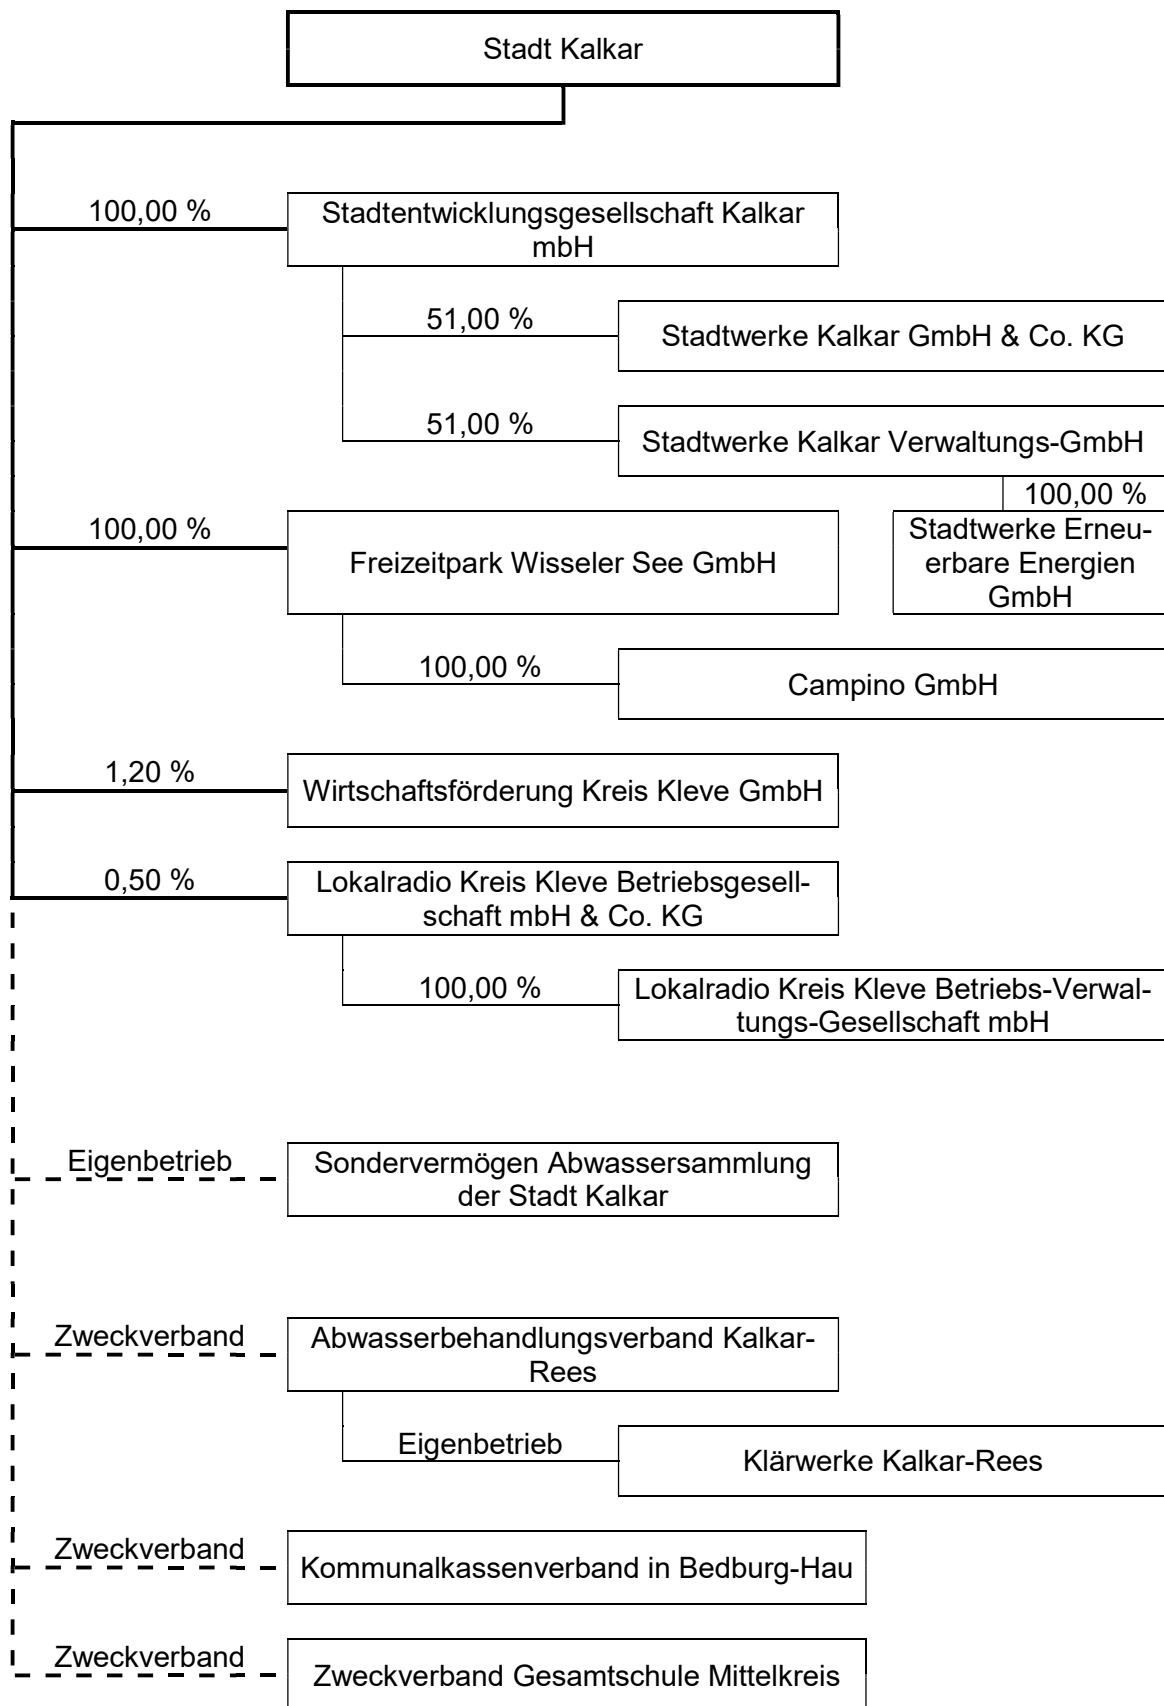 Stadt Kalkar
100,00 %
Stadtentwicklungsgesellschaft Kalkar
mbH
51,00 %
Stadtwerke Kalkar GmbH & Co. KG
51,00 %
Stadtwerke Kalkar Verwaltungs-GmbH
100,00 %
Stadtwerke Erneu-
erbare Energien
GmbH
100,00 %
Freizeitpark Wisseler See GmbH
100,00 %
Campino GmbH
1,20 %
Wirtschaftsförderung Kreis Kleve GmbH
0,50 %
Lokalradio Kreis Kleve Betriebsgesell-
schaft mbH & Co. KG
100,00 %
Lokalradio Kreis Kleve Betriebs-Verwal-
tungs-Gesellschaft mbH
Eigenbetrieb
Sondervermögen Abwassersammlung
der Stadt Kalkar
Zweckverband
Abwasserbehandlungsverband Kalkar-
Rees
Eigenbetrieb
Klärwerke Kalkar-Rees
Zweckverband
Kommunalkassenverband in Bedburg-Hau
Zweckverband
Zweckverband Gesamtschule Mittelkreis